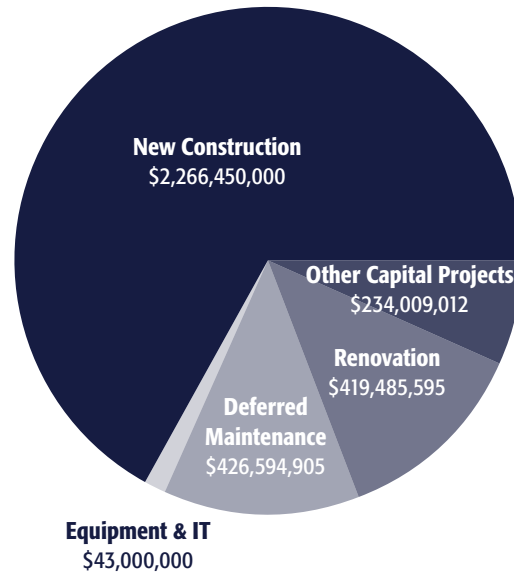 New Construction
$2,266,450,000
Other Capital Projects
$234,009,012
Renovation
$419,485,595
Deferred
Maintenance
$426,594,905
Equipment & IT
$43,000,000